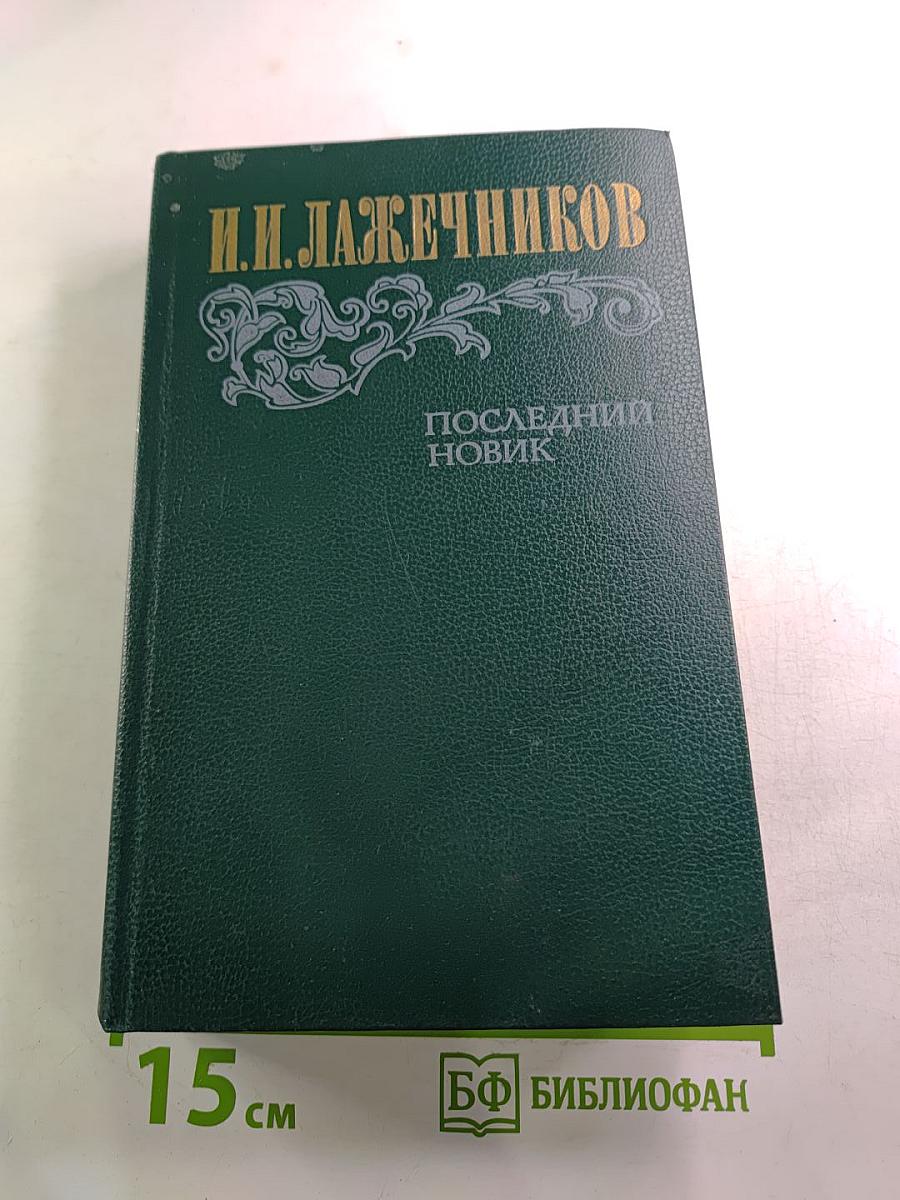 И.И.ЛАЖЕЧНИКОВ
ПОСЛЕДНИЙ
НОВИК
15 см
БФ БИБЛИОФАН